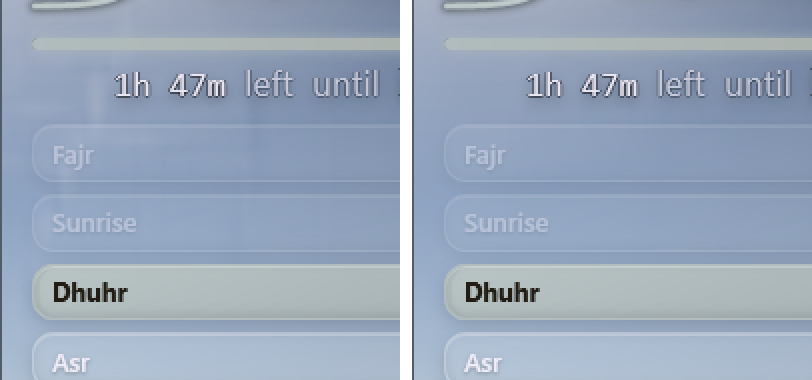 1h 47m left until
Fajr
Sunrise
Dhuhr
Asr
1h 47m left until
Fajr
Sunrise
Dhuhr
Asr